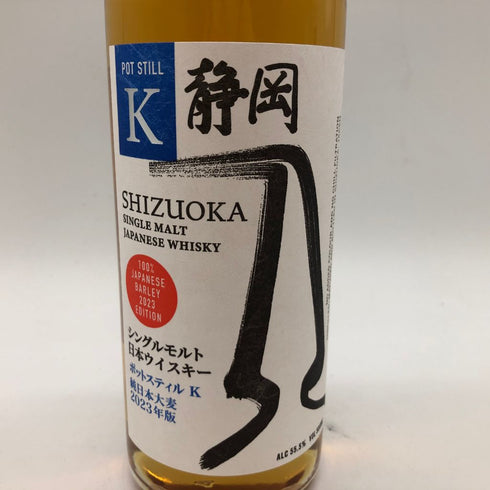 POT STILL
K
静岡
SHIZUOKA
SINGLE MALT
JAPANESE WHISKY
100%
JAPANESE
BARLEY
2023
EDITION
シングルモルト
日本ウイスキー
ポットスティル K
純日本大麦
2023年版
ALC 55.5%